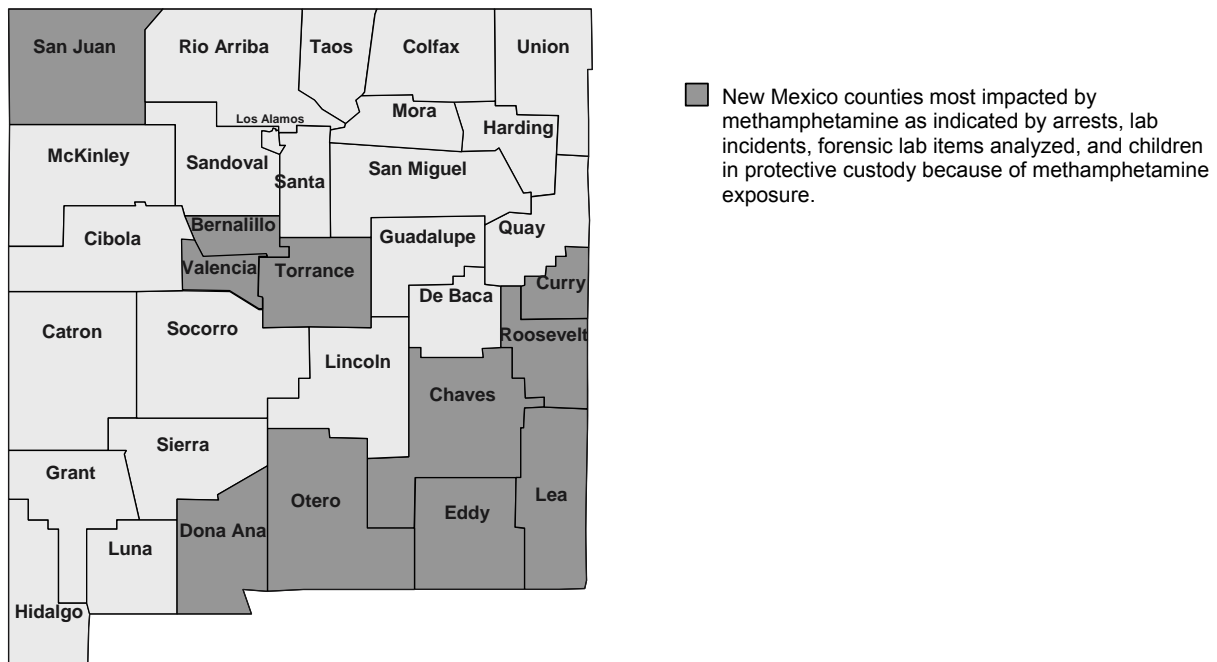 San Juan
Rio Arriba
Taos
Colfax
Union
Los Alamos
Mora
Harding
McKinley
Sandoval
Santa
San Miguel
Bernalillo
Cibola
Guadalupe
Quay
Valencia
Torrance
Curry
De Baca
Catron
Socorro
Roosevelt
Lincoln
Chaves
Sierra
Grant
Otero
Lea
Eddy
Dona Ana
Luna
Hidalgo
New Mexico counties most impacted by
methamphetamine as indicated by arrests, lab
incidents, forensic lab items analyzed, and children
in protective custody because of methamphetamine
exposure.